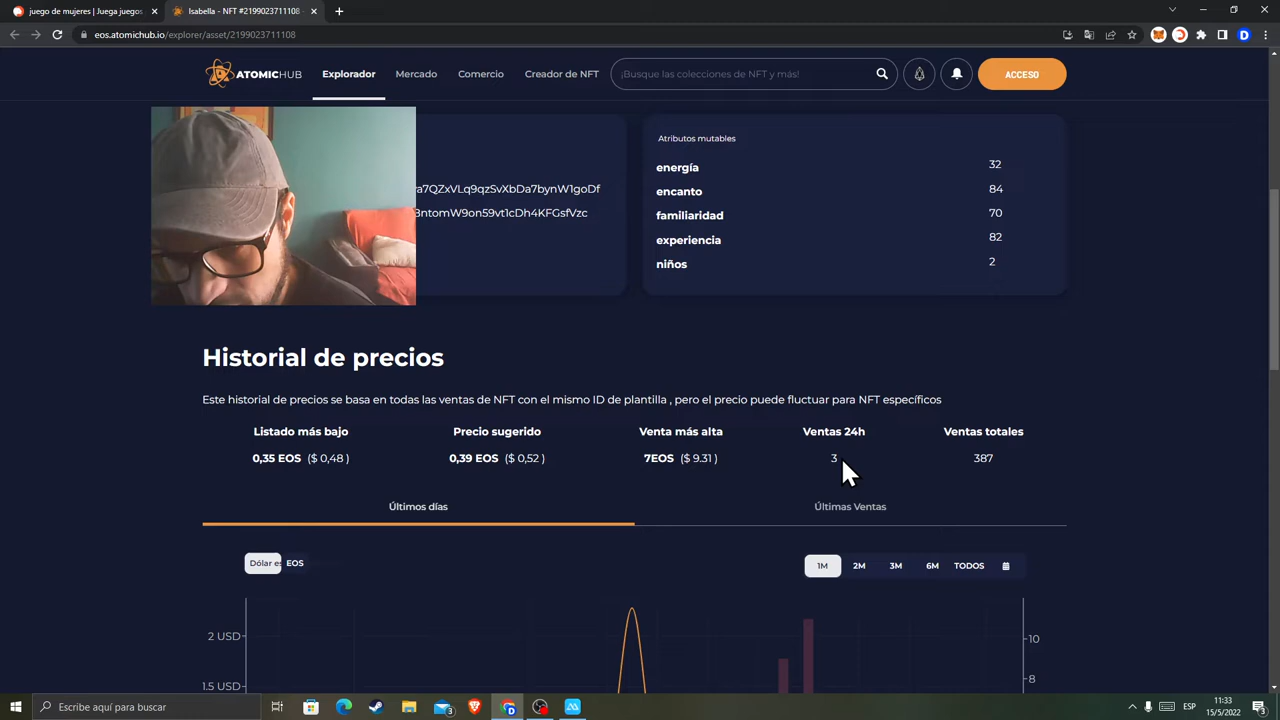 juego de mujeres | Juega juegos
Isabella - NFT #2199023711108 -
eos.atomichub.io/explorer/asset/2199023711108
D
ATOMICHUB
Explorador
Mercado
Comercio
Creador de NFT
¡Busque las colecciones de NFT y más!
ACCESO
va7QZxVLq9qzSvXbDa7bynW1goDf
3ntomW9on59vt1cDh4KFGsfVzc
Atributos mutables
energía 32
encanto 84
familiaridad 70
experiencia 82
niños 2
Historial de precios
Este historial de precios se basa en todas las ventas de NFT con el mismo ID de plantilla , pero el precio puede fluctuar para NFT específicos
Listado más bajo Precio sugerido Venta más alta Ventas 24h Ventas totales
0,35 EOS ( $ 0,48 ) 0,39 EOS ( $ 0,52 ) 7EOS ( $ 9.31 ) 3 387
Últimos días Últimas Ventas
Dólar es EOS 1M 2M 3M 6M TODOS
2 USD 10
1.5 USD 8
Escribe aquí para buscar
3
ESP
11:33
15/5/2022
3